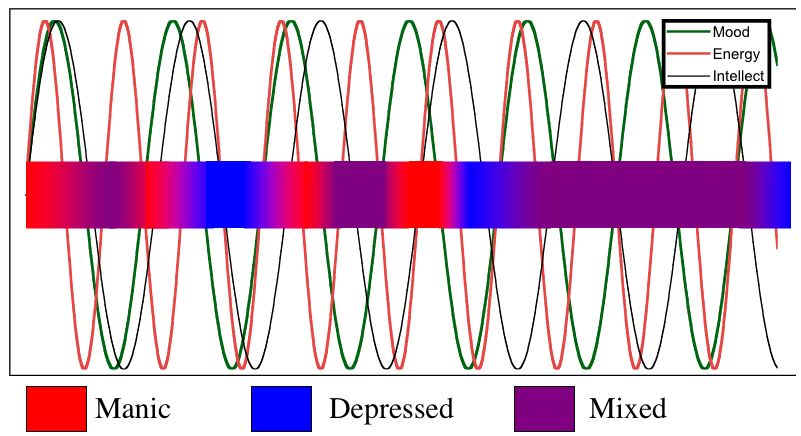 Mood
Energy
Intellect
Manic Depressed Mixed